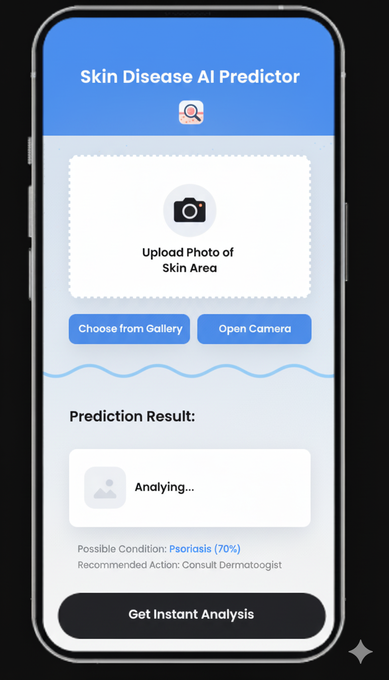 Skin Disease AI Predictor
Upload Photo of
Skin Area
Choose from Gallery
Open Camera
Prediction Result:
Analying...
Possible Condition: Psoriasis (70%)
Recommended Action: Consult Dermatoogist
Get Instant Analysis